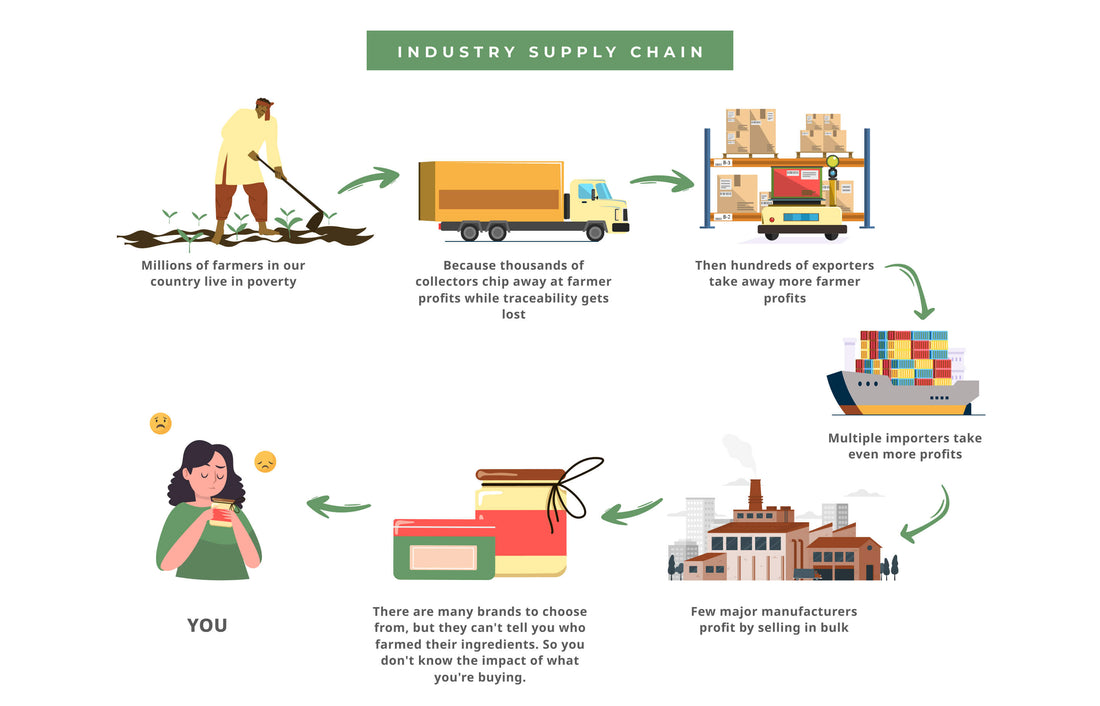 INDUSTRY SUPPLY CHAIN
Millions of farmers in our
country live in poverty
Because thousands of
collectors chip away at farmer
profits while traceability gets
lost
B-3
B-2
Then hundreds of exporters
take away more farmer
profits
Multiple importers take
even more profits
Few major manufacturers
profit by selling in bulk
There are many brands to choose
from, but they can't tell you who
farmed their ingredients. So you
don't know the impact of what
you're buying.
YOU